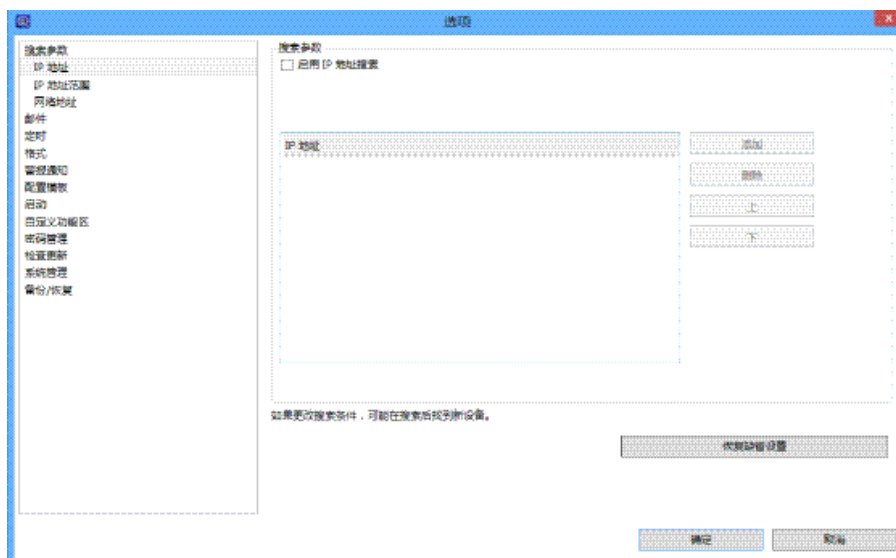 选项
搜索参数
IP 地址
IP 地址范围
网络地址
邮件
定时
格式
警报通知
配置模板
启动
自定义功能区
密码管理
检查更新
系统管理
备份/恢复
搜索参数
启用 IP 地址搜索
IP 地址
添加
删除
上
下
如果更改搜索条件，可能在搜索后找到新设备。
恢复缺省设置
确定
取消